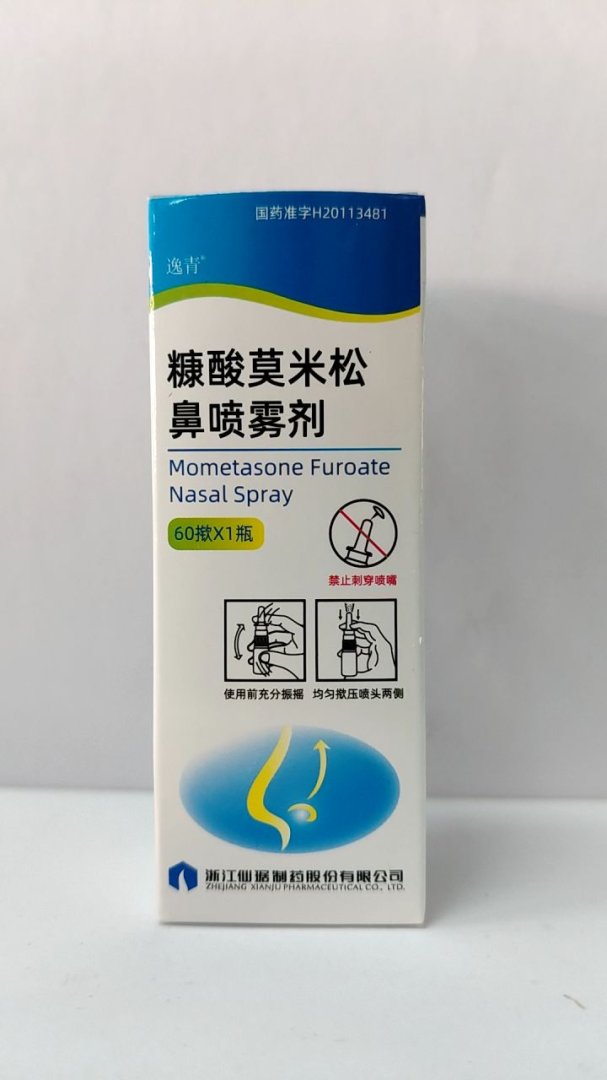 国药准字H20113481
逸青®
糠酸莫米松
鼻喷雾剂
Mometasone Furoate
Nasal Spray
60揿X1瓶
禁止刺穿喷嘴
使用前充分振摇 均匀揿压喷头两侧
浙江仙琚制药股份有限公司
ZHEJIANG XIANJU PHARMACEUTICAL CO., LTD.